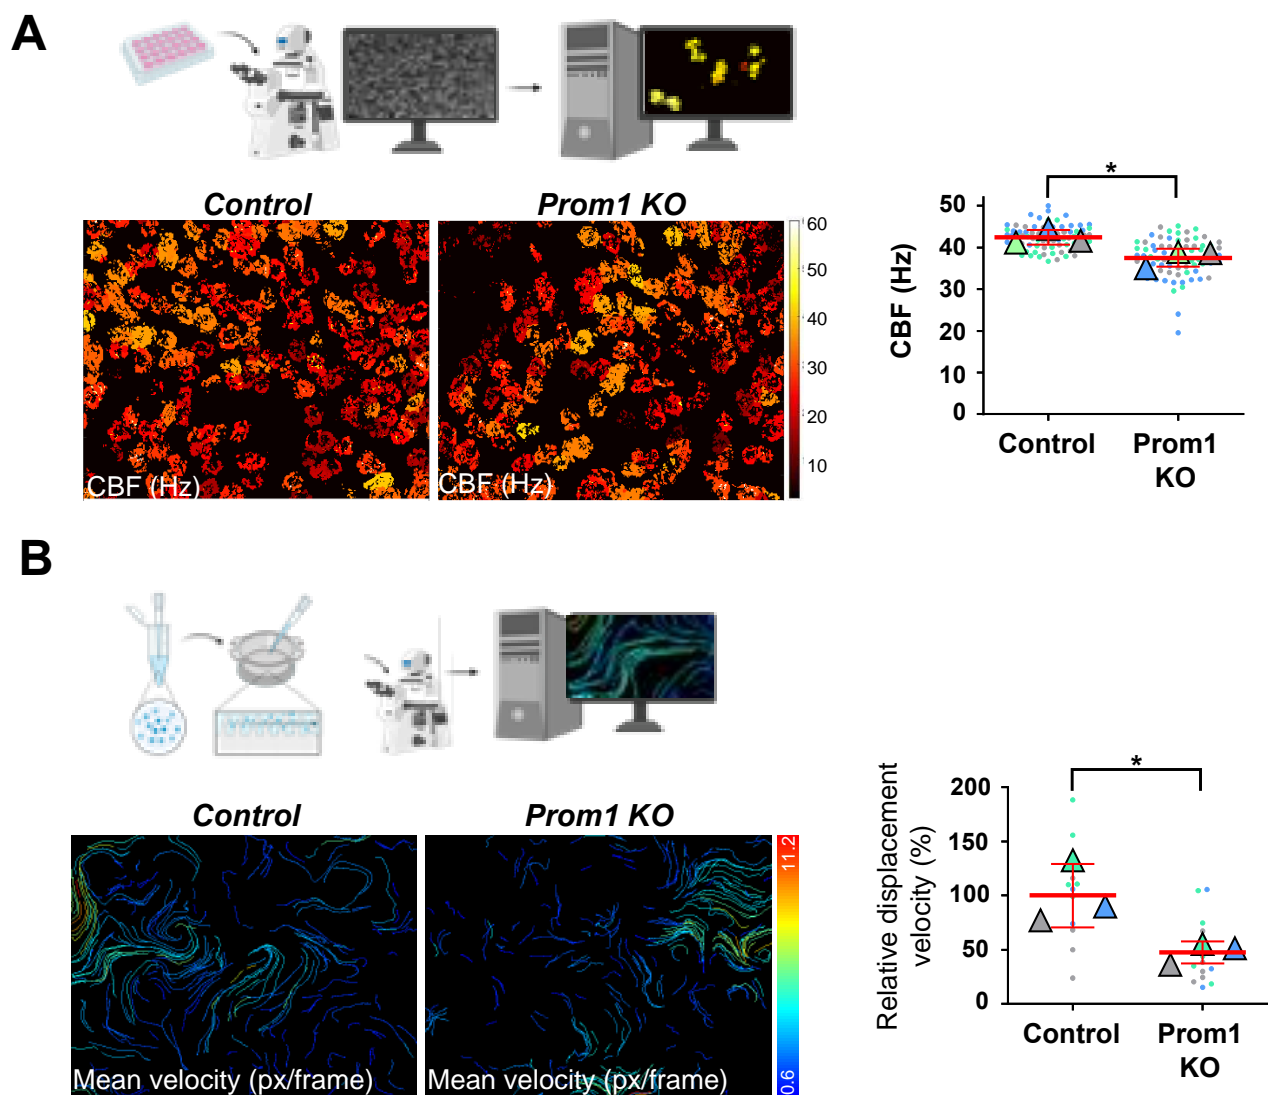 A
Control
Prom1 KO
CBF (Hz)
CBF (Hz)
60
50
40
30
20
10
*
CBF (Hz)
50
40
30
20
10
0
Control
Prom1
KO
B
Control
Prom1 KO
Mean velocity (px/frame)
Mean velocity (px/frame)
11.2
0.6
*
Relative displacement
velocity (%)
200
150
100
50
0
Control
Prom1
KO